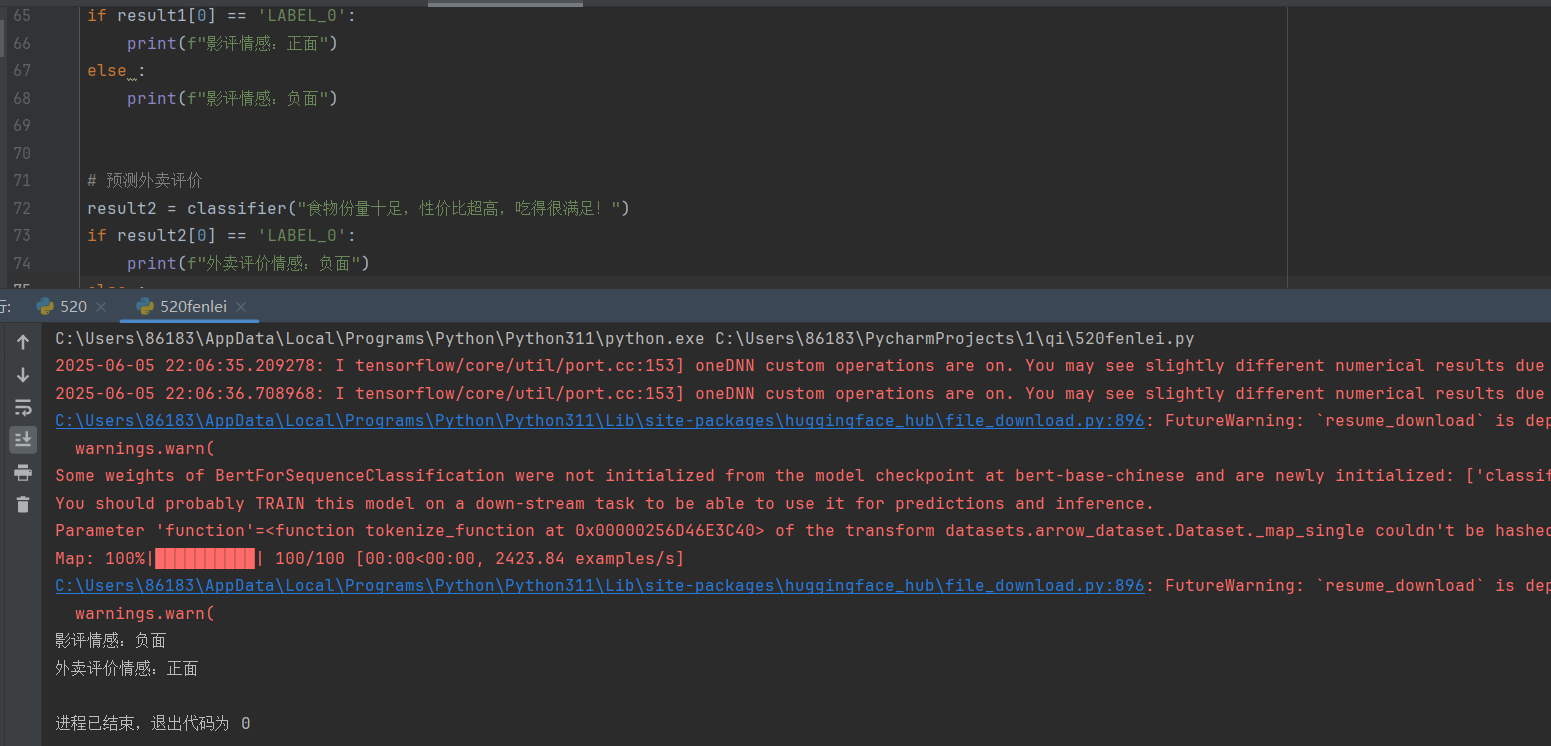 65 if result1[0] == 'LABEL_0':
66 print(f"影评情感：正面")
67 else :
68 print(f"影评情感：负面")
69
70
71 # 预测外卖评价
72 result2 = classifier("食物份量十足，性价比超高，吃得很满足！")
73 if result2[0] == 'LABEL_0':
74 print(f"外卖评价情感：负面")
行: 520 520fenlei
C:\Users\86183\AppData\Local\Programs\Python\Python311\python.exe C:\Users\86183\PycharmProjects\1\qi\520fenlei.py
2025-06-05 22:06:35.209278: I tensorflow/core/util/port.cc:153] oneDNN custom operations are on. You may see slightly different numerical results due
2025-06-05 22:06:36.708968: I tensorflow/core/util/port.cc:153] oneDNN custom operations are on. You may see slightly different numerical results due
C:\Users\86183\AppData\Local\Programs\Python\Python311\Lib\site-packages\huggingface_hub\file_download.py:896: FutureWarning: `resume_download` is dep
warnings.warn(
Some weights of BertForSequenceClassification were not initialized from the model checkpoint at bert-base-chinese and are newly initialized: ['classif
You should probably TRAIN this model on a down-stream task to be able to use it for predictions and inference.
Parameter 'function'=<function tokenize_function at 0x00000256D46E3C40> of the transform datasets.arrow_dataset.Dataset._map_single couldn't be hashed
Map: 100%|██████████| 100/100 [00:00<00:00, 2423.84 examples/s]
C:\Users\86183\AppData\Local\Programs\Python\Python311\Lib\site-packages\huggingface_hub\file_download.py:896: FutureWarning: `resume_download` is dep
warnings.warn(
影评情感：负面
外卖评价情感：正面
进程已结束，退出代码为 0